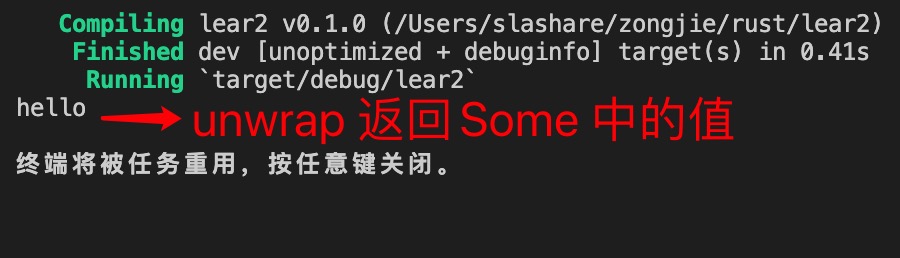 Compiling lear2 v0.1.0 (/Users/slashare/zongjie/rust/lear2)
Finished dev [unoptimized + debuginfo] target(s) in 0.41s
Running `target/debug/lear2`
hello
unwrap 返回 Some 中的值
终端将被任务重用，按任意键关闭。